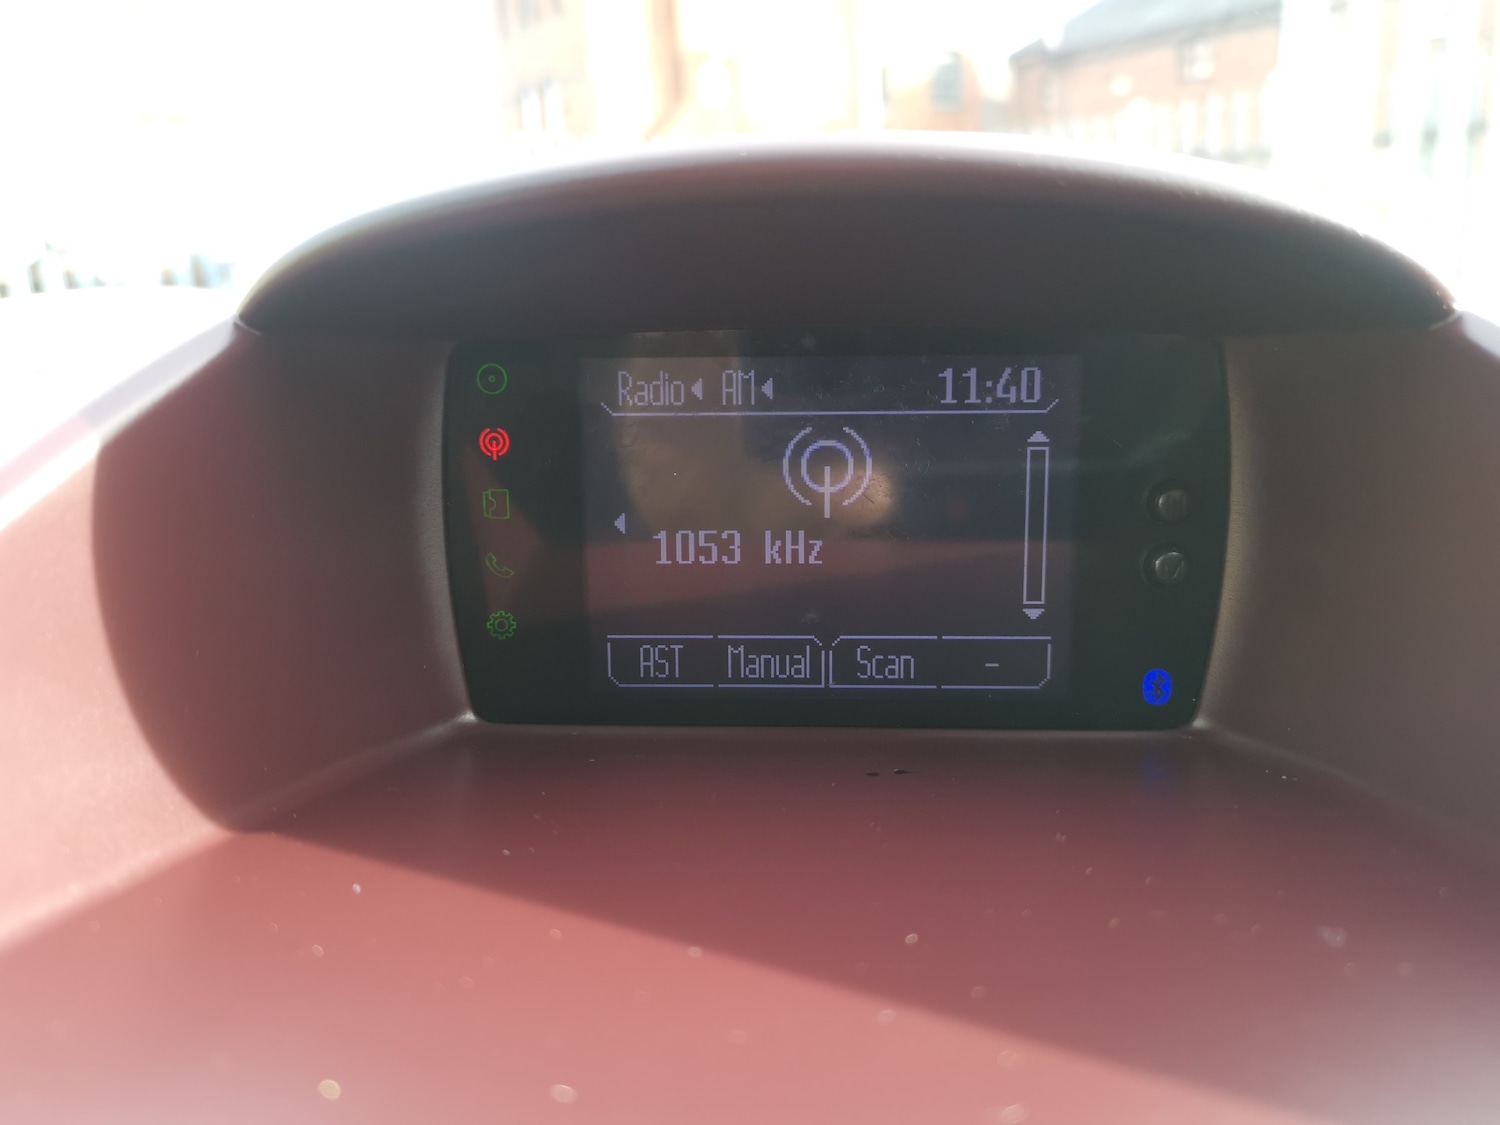 Radio AM 11:40
1053 kHz
AST Manual Scan -